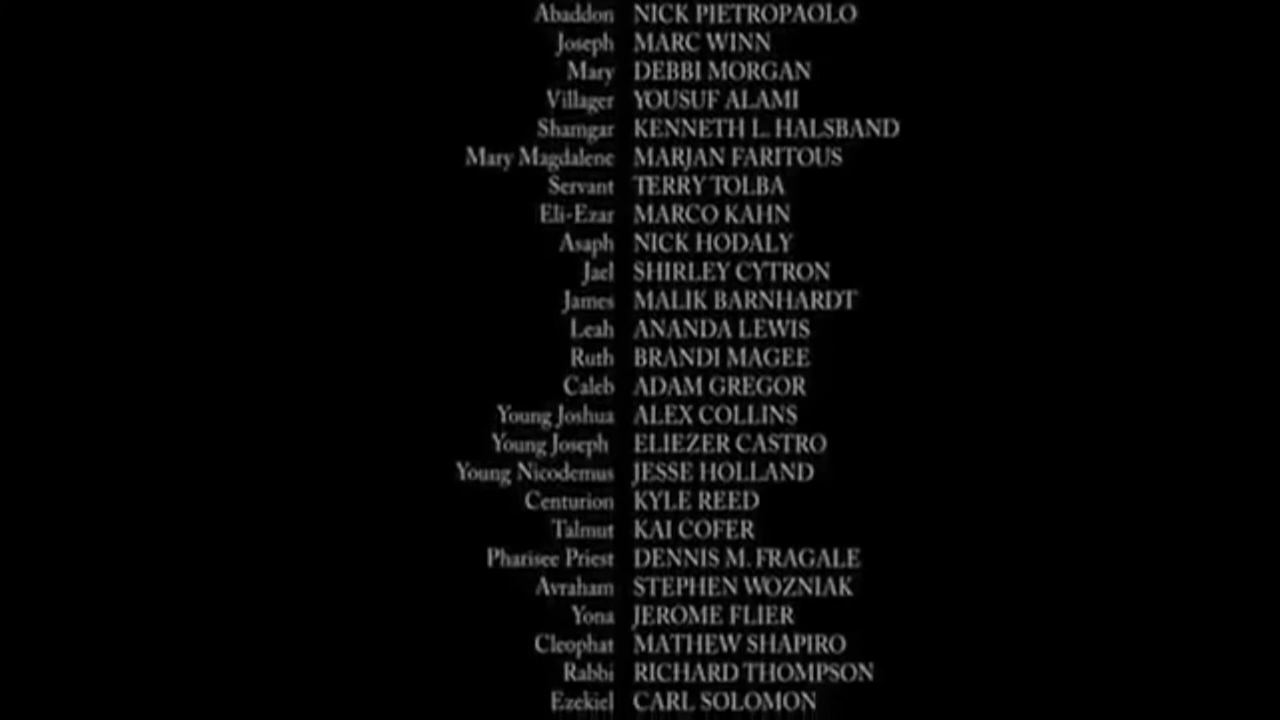 Abaddon NICK PIETROPAOLO
Joseph MARC WINN
Mary DEBBI MORGAN
Villager YOUSUF ALAMI
Shamgar KENNETH L. HALSBAND
Mary Magdalene MARJAN FARITOUS
Servant TERRY TOLBA
Eli-Ezar MARCO KAHN
Asaph NICK HODALY
Jael SHIRLEY CYTRON
James MALIK BARNHARDT
Leah ANANDA LEWIS
Ruth BRANDI MAGEE
Caleb ADAM GREGOR
Young Joshua ALEX COLLINS
Young Joseph ELIEZER CASTRO
Young Nicodemus JESSE HOLLAND
Centurion KYLE REED
Talmut KAI COFER
Pharisee Priest DENNIS M. FRAGALE
Avraham STEPHEN WOZNIAK
Yona JEROME FLIER
Cleophat MATHEW SHAPIRO
Rabbi RICHARD THOMPSON
Ezekiel CARL SOLOMON